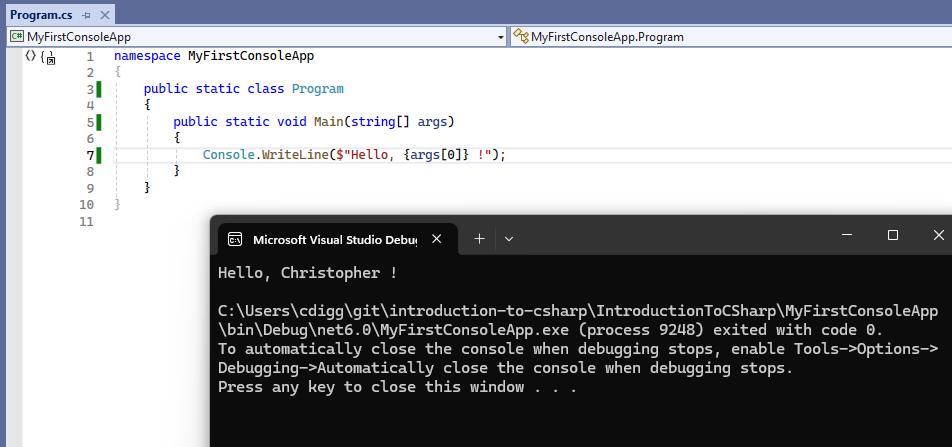 Program.cs
MyFirstConsoleApp
MyFirstConsoleApp.Program
1 namespace MyFirstConsoleApp
2 {
3 public static class Program
4 {
5 public static void Main(string[] args)
6 {
7 Console.WriteLine($"Hello, {args[0]} !");
8 }
9 }
10 }
11
Microsoft Visual Studio Debug
Hello, Christopher !
C:\Users\cdigg\git\introduction-to-csharp\IntroductionToCSharp\MyFirstConsoleApp
\bin\Debug\net6.0\MyFirstConsoleApp.exe (process 9248) exited with code 0.
To automatically close the console when debugging stops, enable Tools->Options->
Debugging->Automatically close the console when debugging stops.
Press any key to close this window . . .